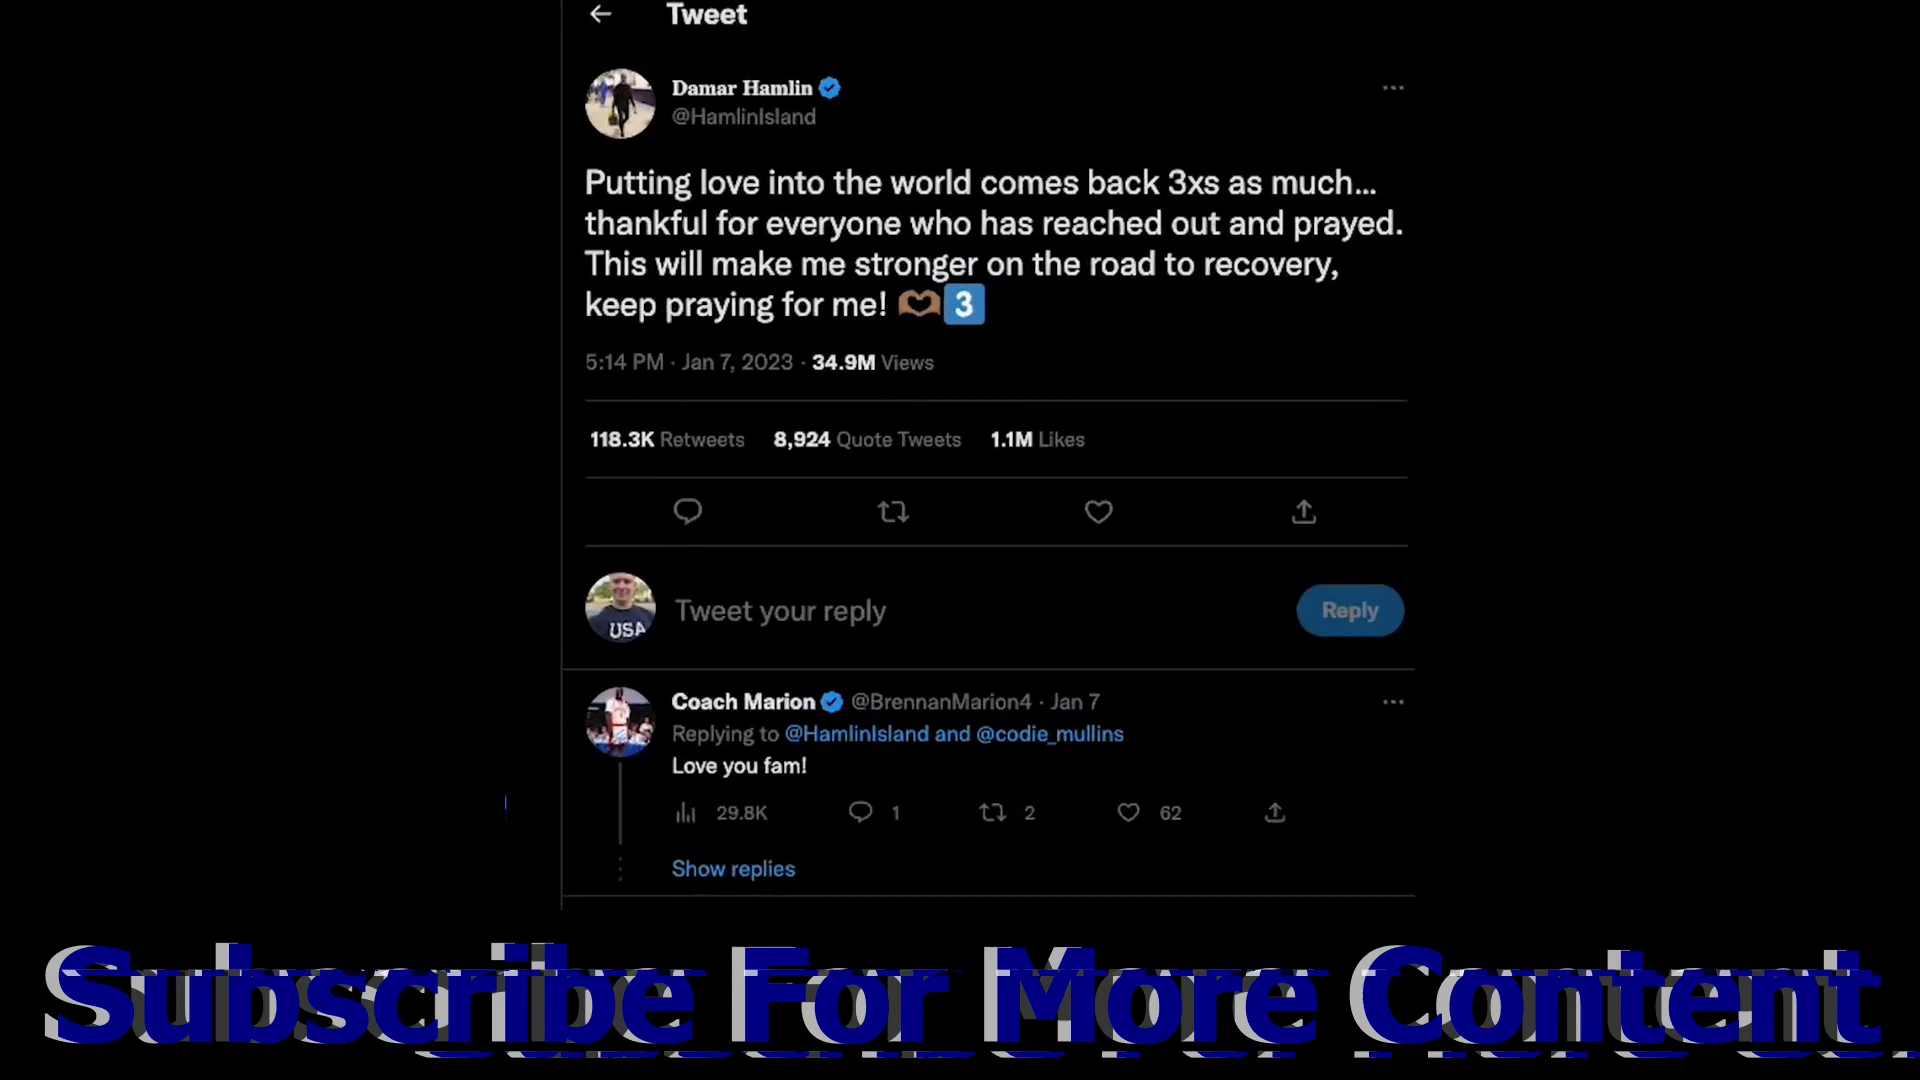 Tweet
Damar Hamlin
@HamlinIsland
Putting love into the world comes back 3xs as much...
thankful for everyone who has reached out and prayed.
This will make me stronger on the road to recovery,
keep praying for me! 🫶🏾3️⃣
5:14 PM · Jan 7, 2023 · 34.9M Views
118.3K Retweets 8,924 Quote Tweets 1.1M Likes
USA
Tweet your reply
Reply
Coach Marion @BrennanMarion4 · Jan 7
Replying to @HamlinIsland and @codie_mullins
Love you fam!
29.8K 1 2 62
Show replies
Subscribe For More Content